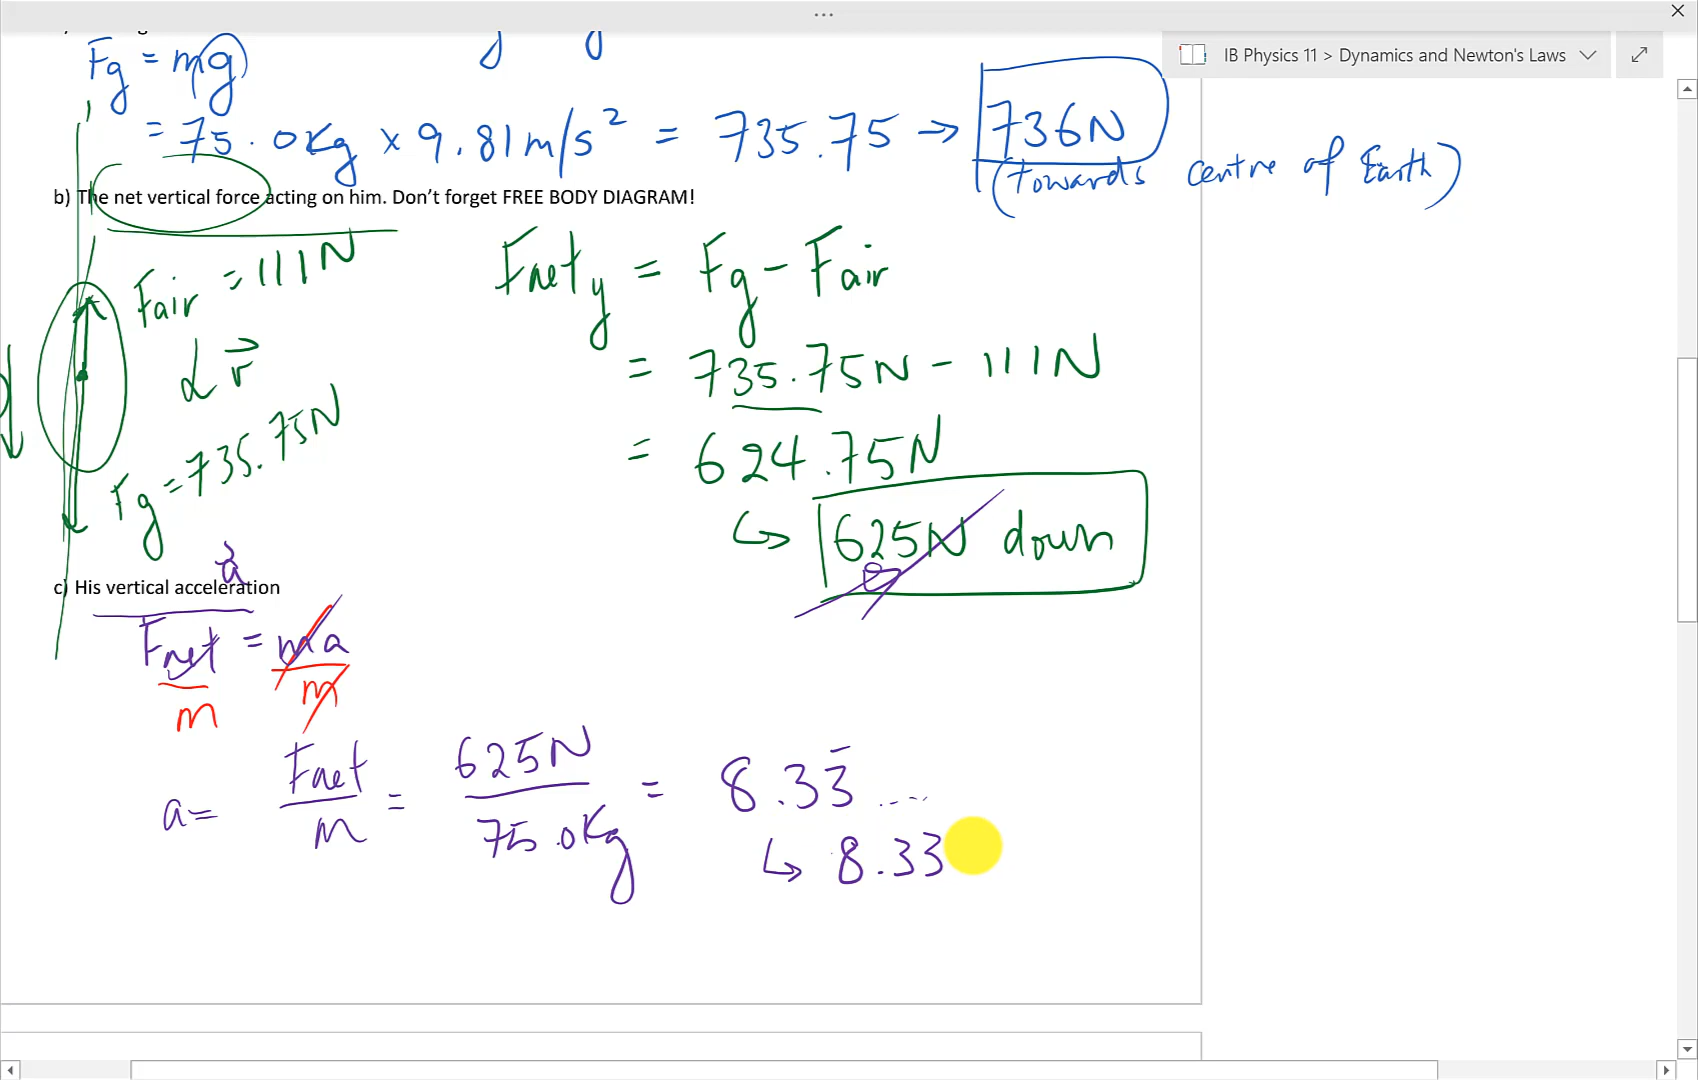 IB Physics 11 > Dynamics and Newton's Laws
Fg = mg
= 75.0Kg × 9.81m/s² = 735.75 → 736N
(towards centre of Earth)
b) The net vertical force acting on him. Don't forget FREE BODY DIAGRAM!
Fair = 111N
α v⃗
Fg = 735.75N
Fnet y = Fg - Fair
= 735.75N - 111N
= 624.75N
↳ 625N down
a
c) His vertical acceleration
Fnet = ma
m m
a = Fnet/m = 625N/75.0Kg = 8.33̄ ....
↳ 8.33